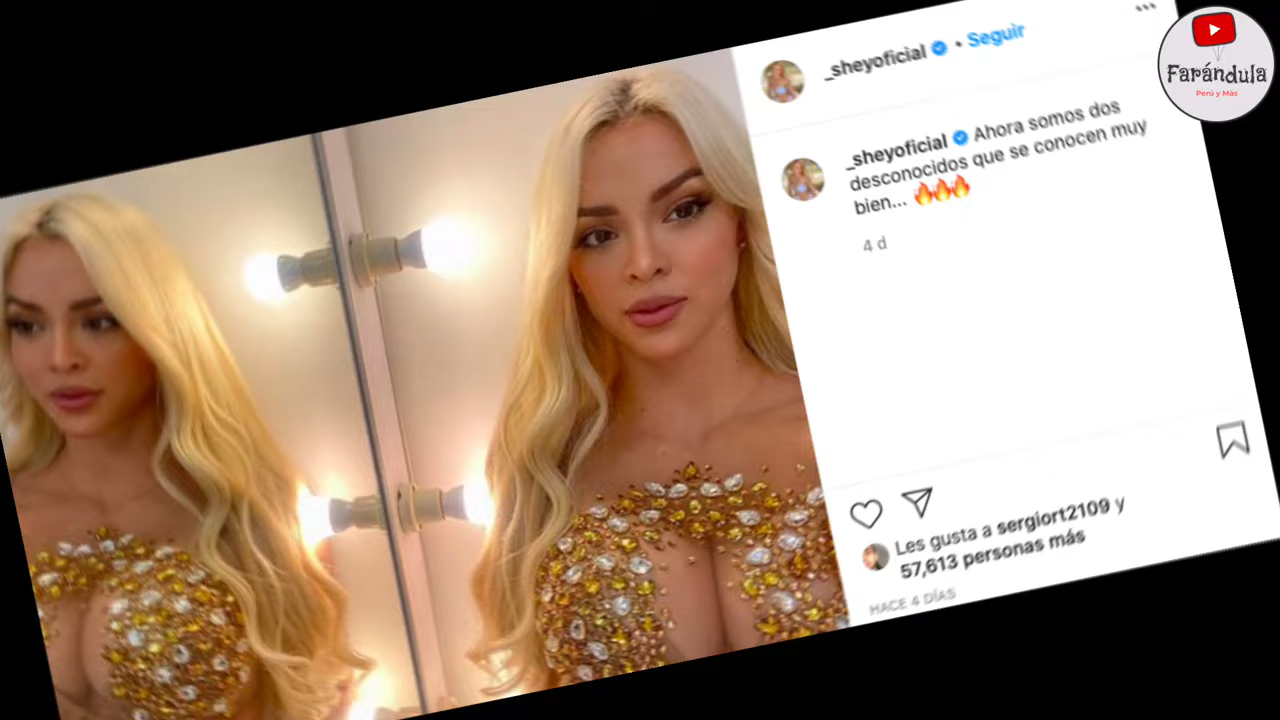 _sheyoficial • Seguir
_sheyoficial Ahora somos dos
desconocidos que se conocen muy
bien... 🔥🔥🔥
4 d
Les gusta a sergiort2109 y
57,613 personas más
HACE 4 DÍAS
Farándula
Perú y Más